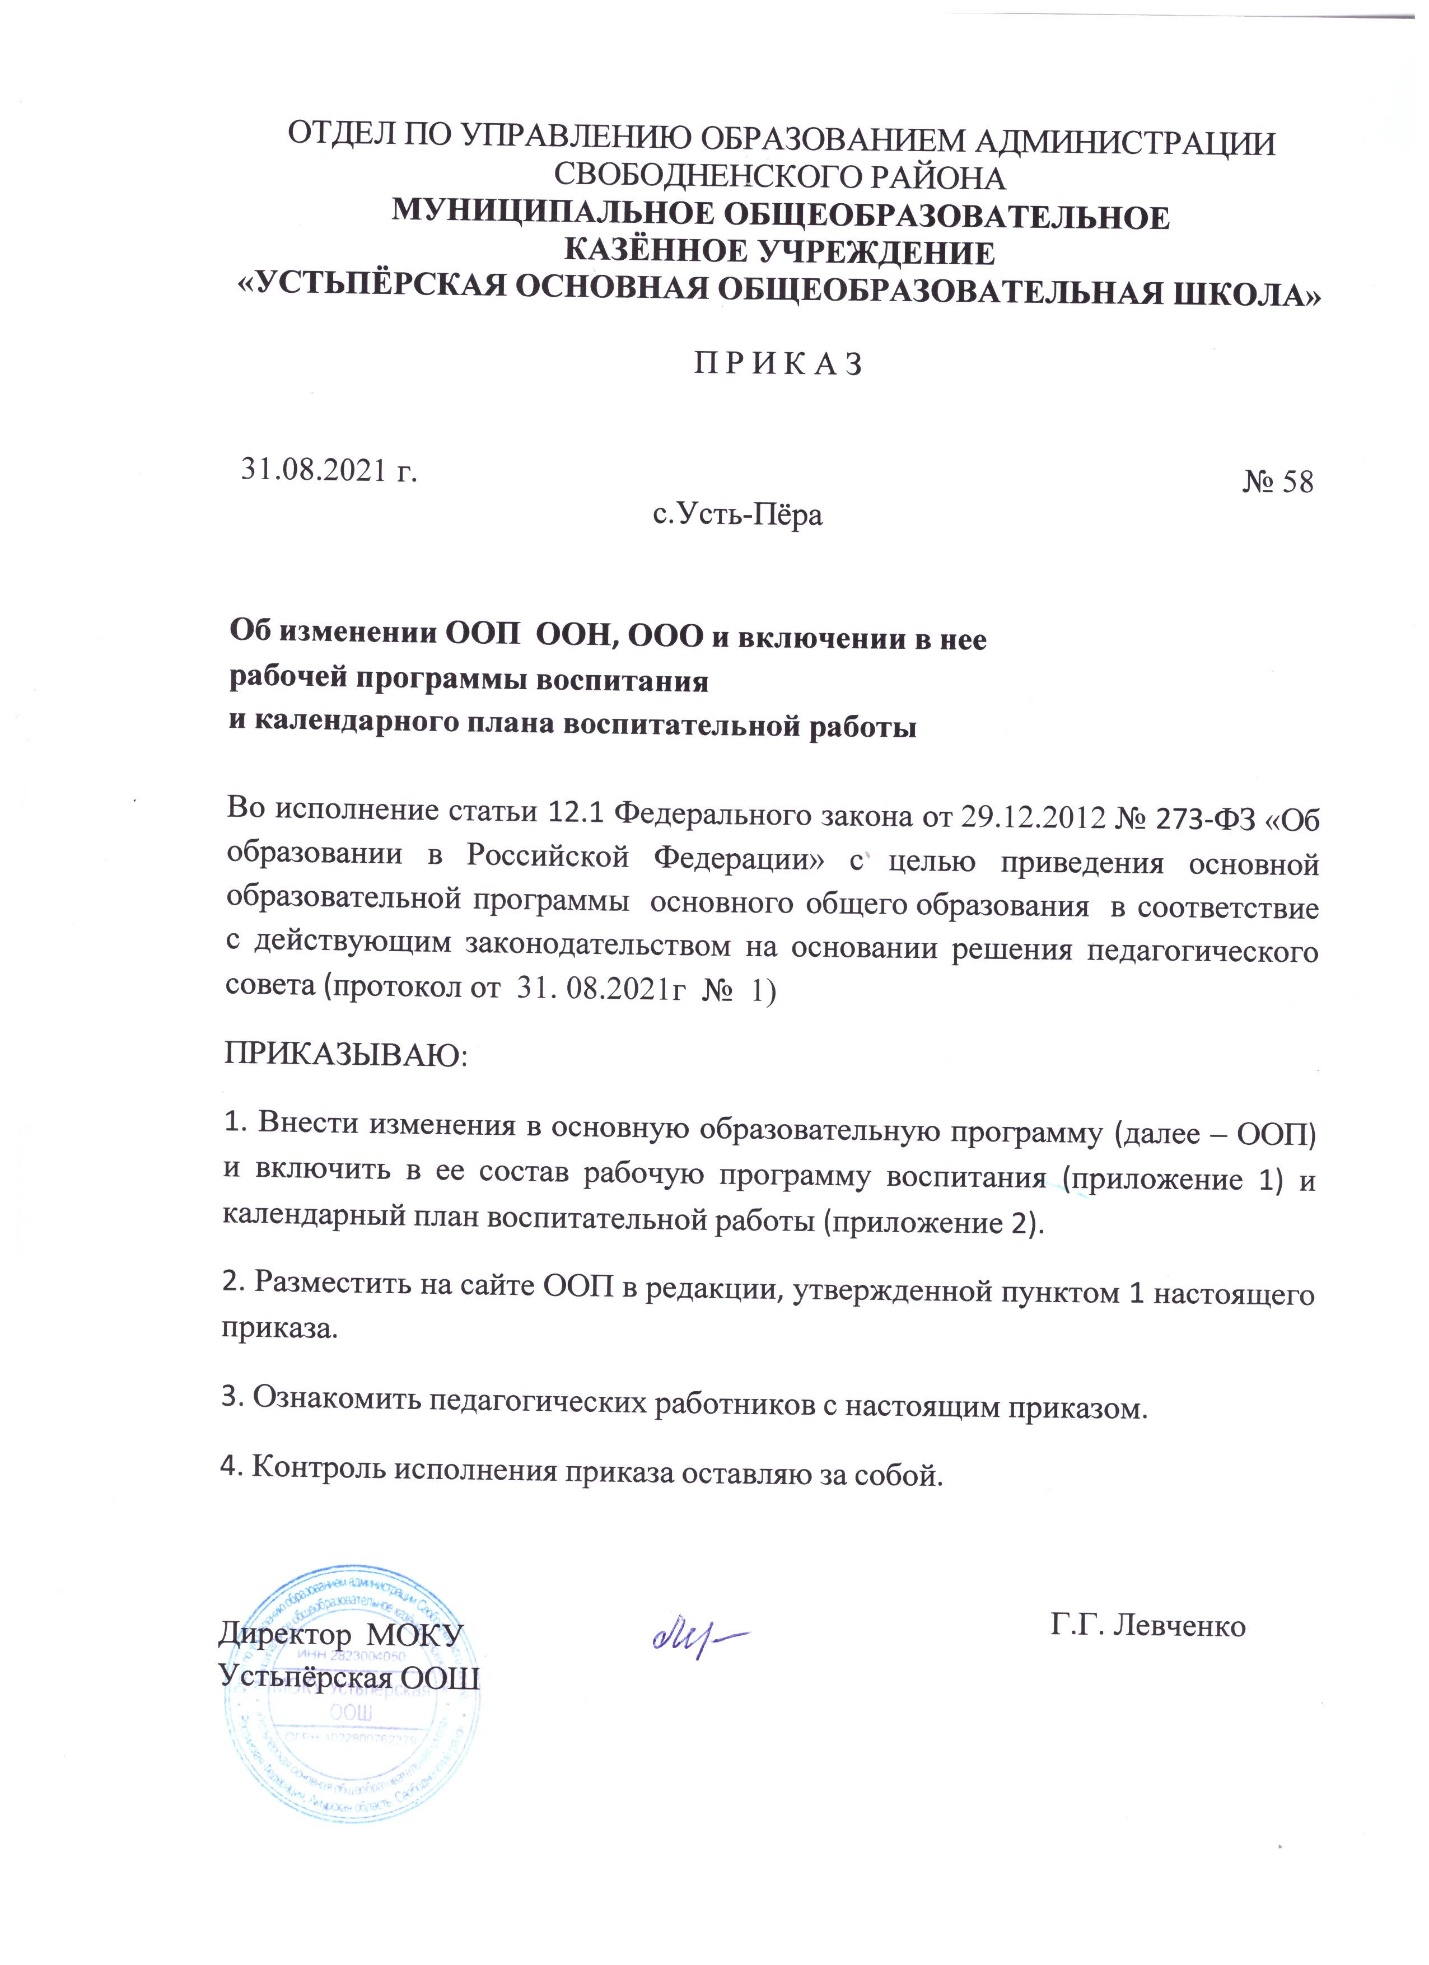 ОТДЕЛ ПО УПРАВЛЕНИЮ ОБРАЗОВАНИЕМ АДМИНИСТРАЦИИ
СВОБОДНЕНСКОГО РАЙОНА
МУНИЦИПАЛЬНОЕ ОБЩЕОБРАЗОВАТЕЛЬНОЕ
КАЗЁННОЕ УЧРЕЖДЕНИЕ
«УСТЬПЁРСКАЯ ОСНОВНАЯ ОБЩЕОБРАЗОВАТЕЛЬНАЯ ШКОЛА»
П Р И К А З
31.08.2021 г. № 58
с.Усть-Пёра
Об изменении ООП ООН, ООО и включении в нее
рабочей программы воспитания
и календарного плана воспитательной работы
Во исполнение статьи 12.1 Федерального закона от 29.12.2012 № 273-ФЗ «Об
образовании в Российской Федерации» с целью приведения основной
образовательной программы основного общего образования в соответствие
с действующим законодательством на основании решения педагогического
совета (протокол от 31. 08.2021г № 1)
ПРИКАЗЫВАЮ:
1. Внести изменения в основную образовательную программу (далее – ООП)
и включить в ее состав рабочую программу воспитания (приложение 1) и
календарный план воспитательной работы (приложение 2).
2. Разместить на сайте ООП в редакции, утвержденной пунктом 1 настоящего
приказа.
3. Ознакомить педагогических работников с настоящим приказом.
4. Контроль исполнения приказа оставляю за собой.
Директор МОКУ Г.Г. Левченко
Устьпёрская ООШ
ИНН 2823004050
Устьпёрская
ООШ